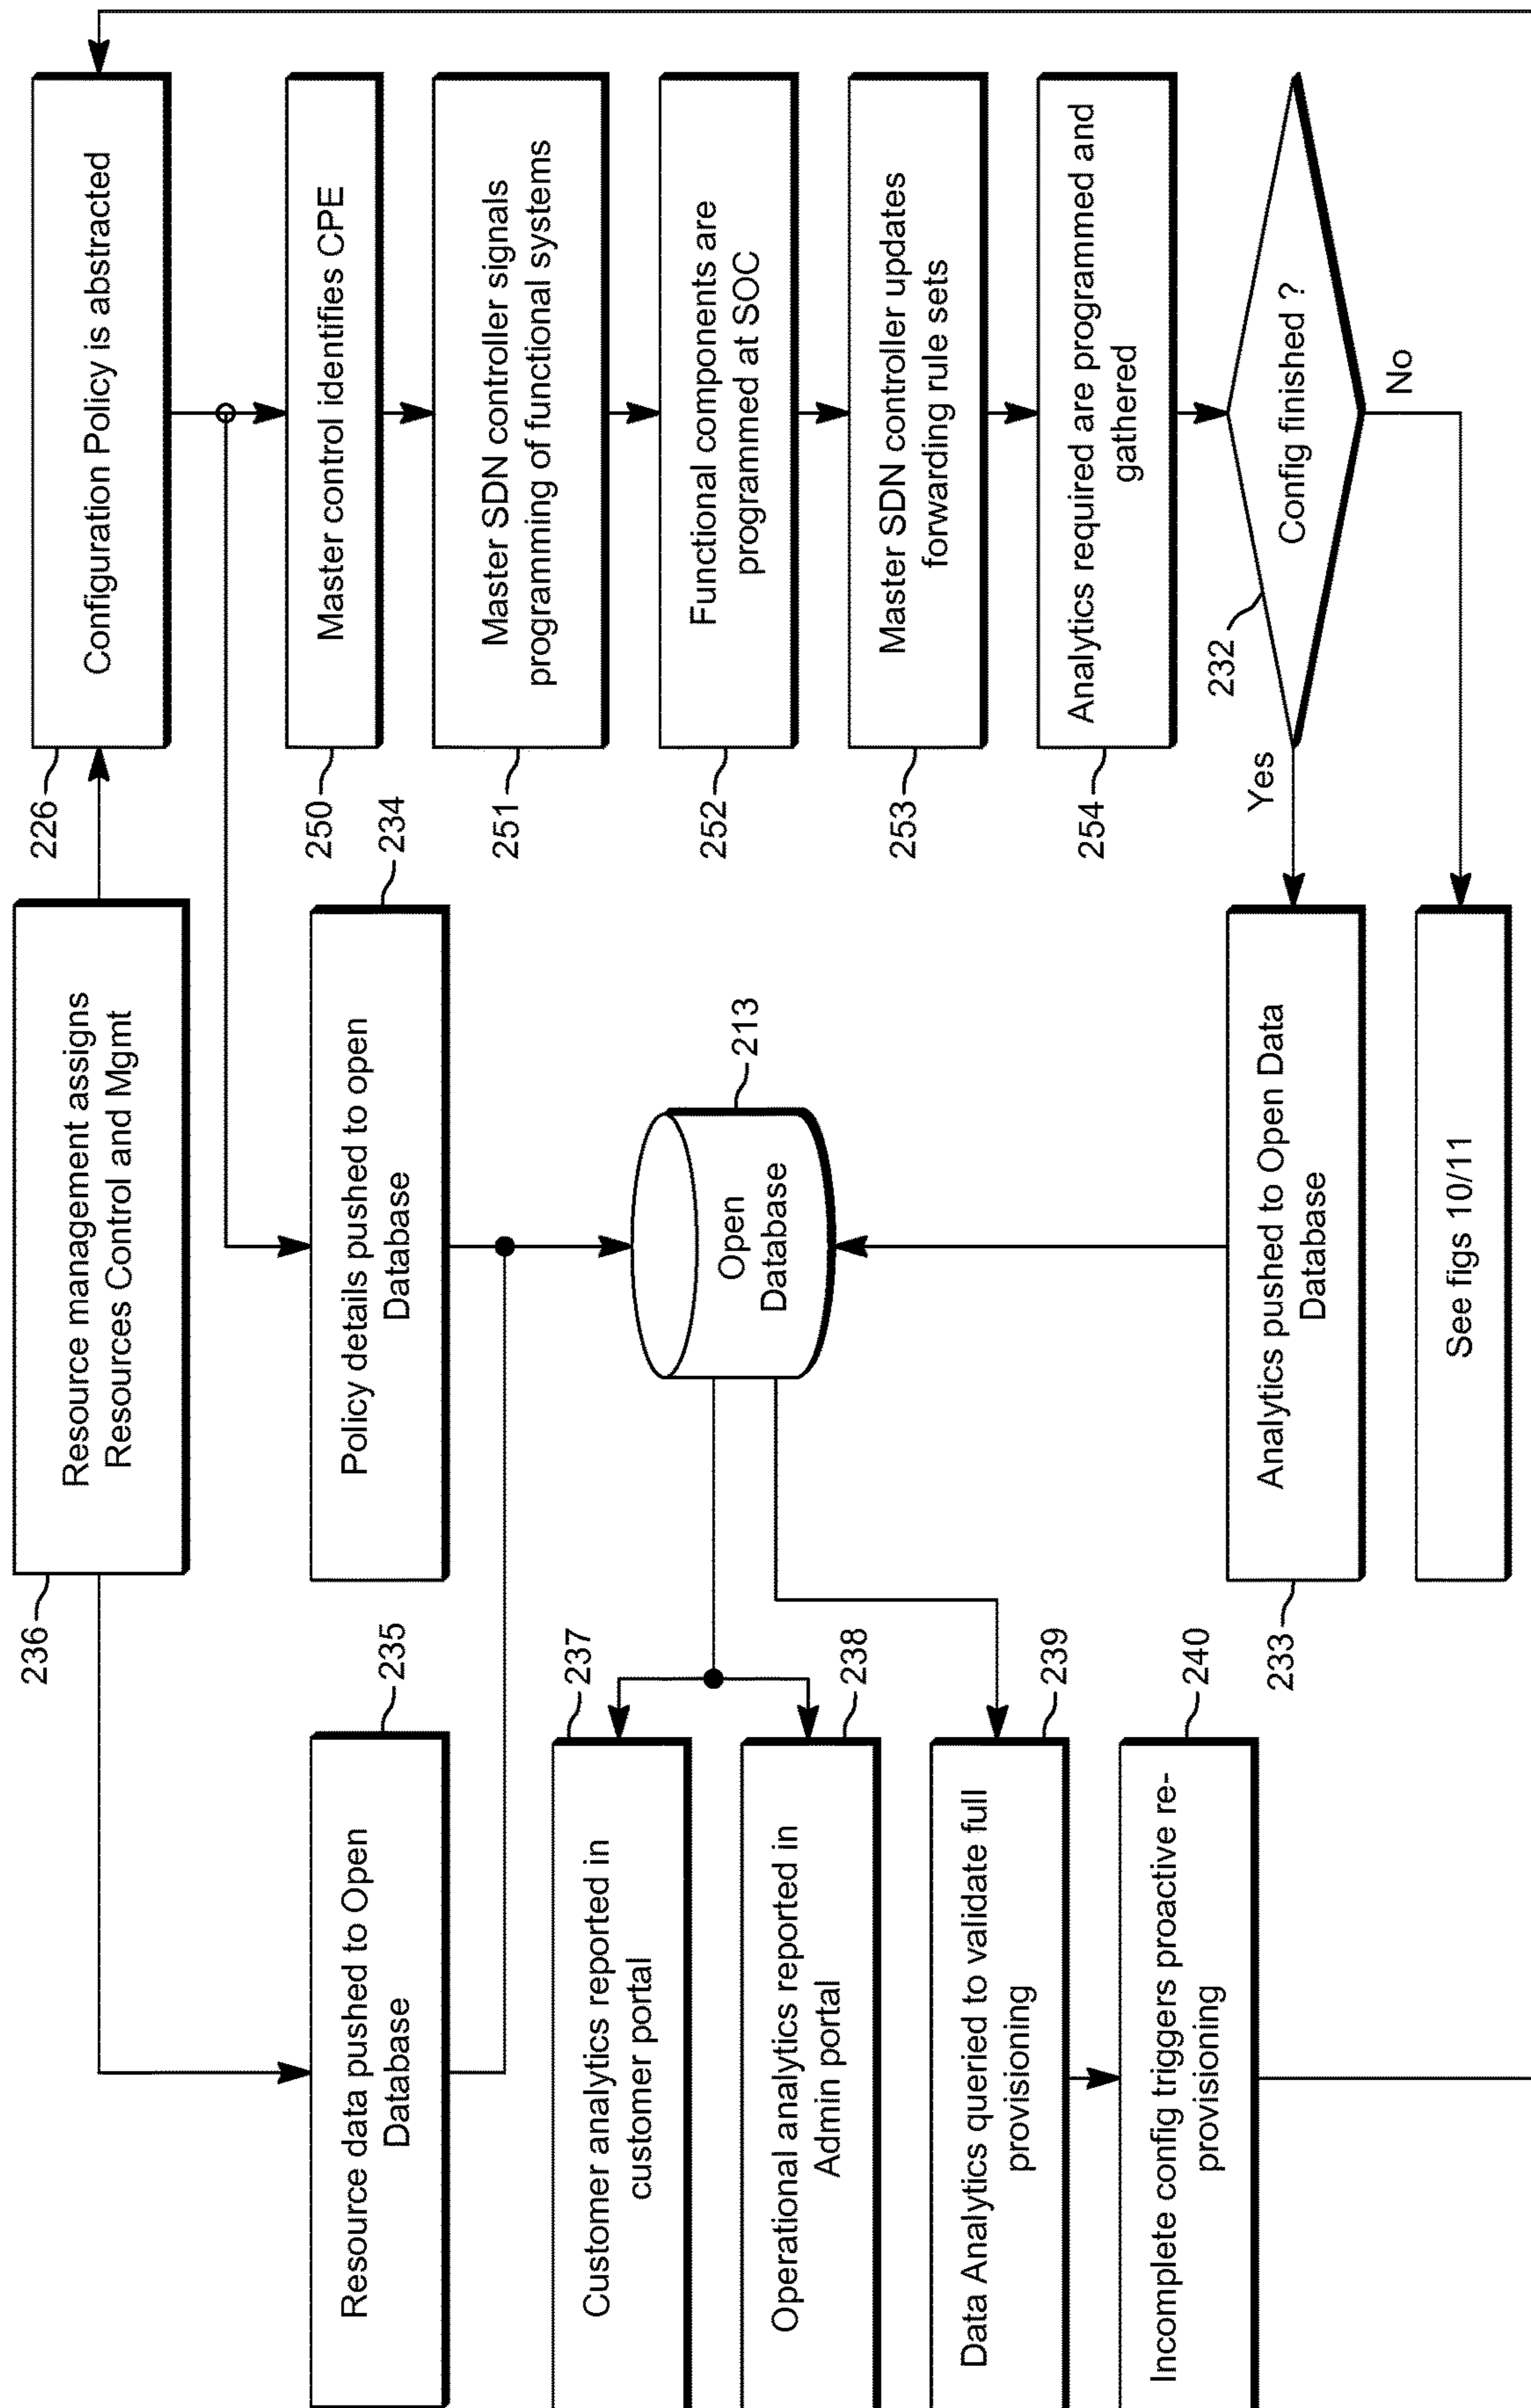 236
Resource management assigns
Resources Control and Mgmt
226
Configuration Policy is abstracted
235
Resource data pushed to Open
Database
234
Policy details pushed to open
Database
250
Master control identifies CPE
251
Master SDN controller signals
programming of functional systems
237
Customer analytics reported in
customer portal
213
Open
Database
252
Functional components are
programmed at SOC
238
Operational analytics reported in
Admin portal
253
Master SDN controller updates
forwarding rule sets
239
Data Analytics queried to validate full
provisioning
254
Analytics required are programmed and
gathered
240
Incomplete config triggers proactive re-
provisioning
233
Analytics pushed to Open Data
Database
Yes
232
Config finished ?
No
See figs 10/11